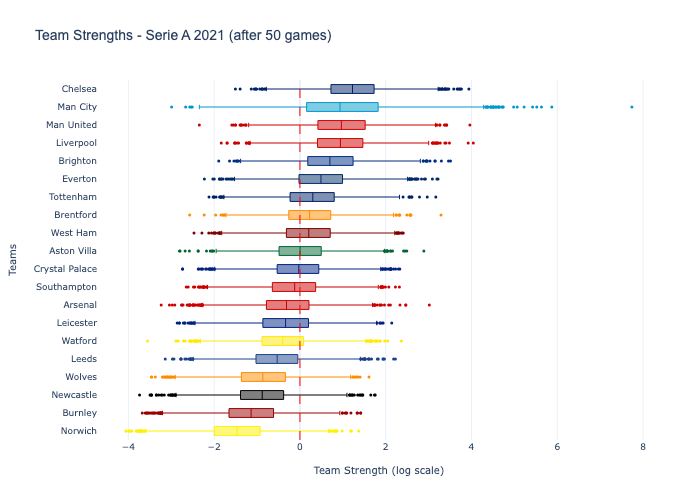 Team Strengths - Serie A 2021 (after 50 games)
Teams
Chelsea
Man City
Man United
Liverpool
Brighton
Everton
Tottenham
Brentford
West Ham
Aston Villa
Crystal Palace
Southampton
Arsenal
Leicester
Watford
Leeds
Wolves
Newcastle
Burnley
Norwich
−4 −2 0 2 4 6 8
Team Strength (log scale)